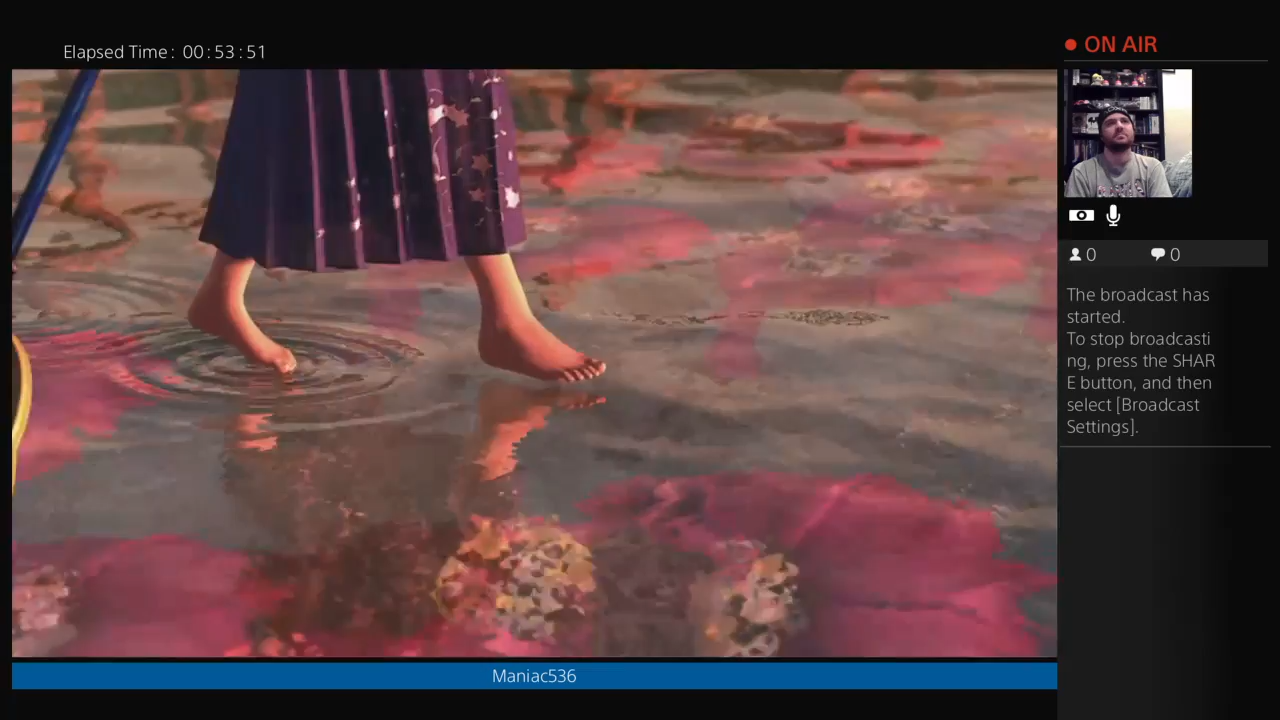 Elapsed Time: 00:53:51
ON AIR
0
0
The broadcast has
started.
To stop broadcasti
ng, press the SHAR
E button, and then
select [Broadcast
Settings].
Maniac536